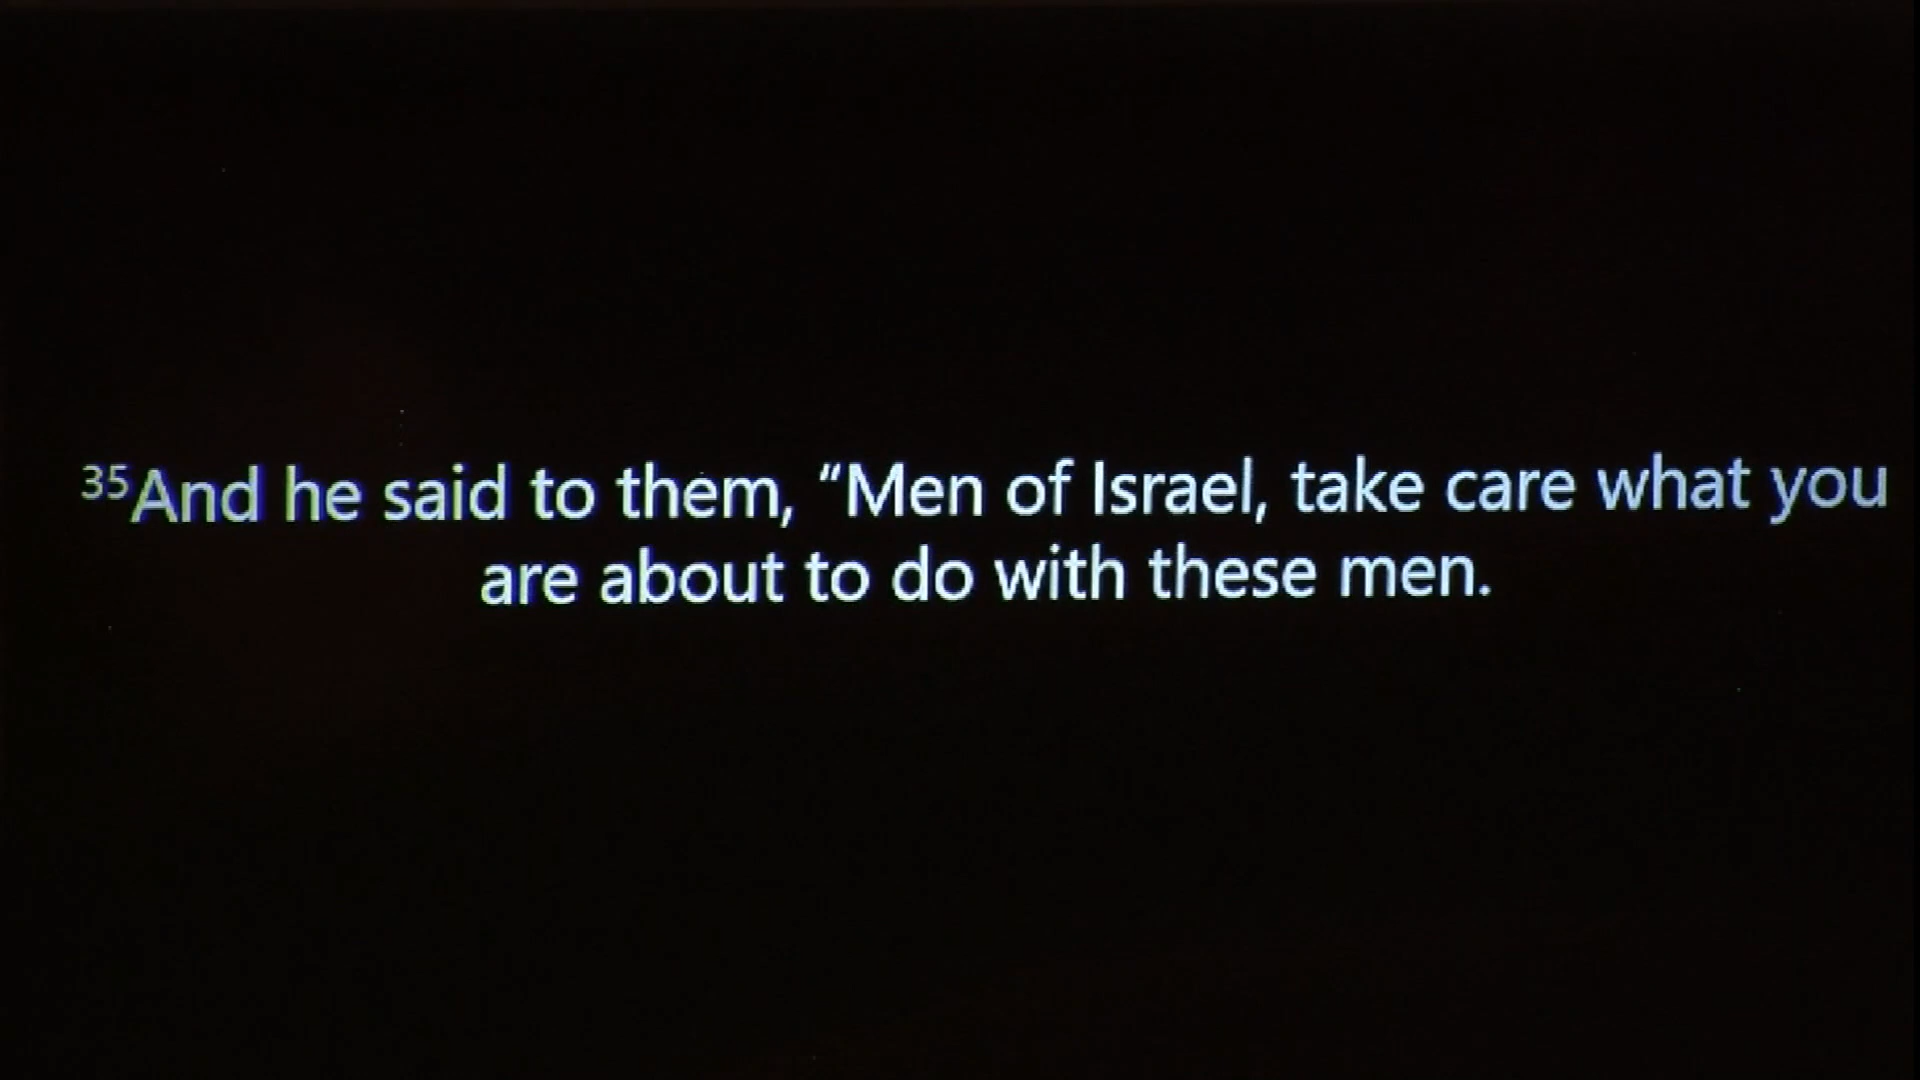 35And he said to them, “Men of Israel, take care what you
are about to do with these men.